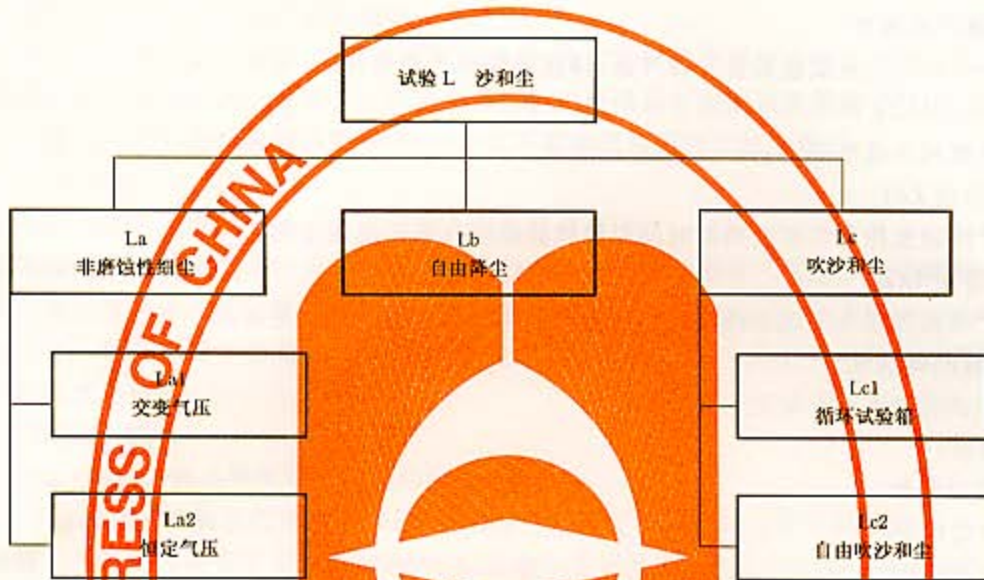 试验 L 沙和尘
La
非磨蚀性细尘
Lb
自由降尘
Lc
吹沙和尘
La1
交变气压
Lc1
循环试验箱
La2
恒定气压
Lc2
自由吹沙和尘
RESS OF CHINA